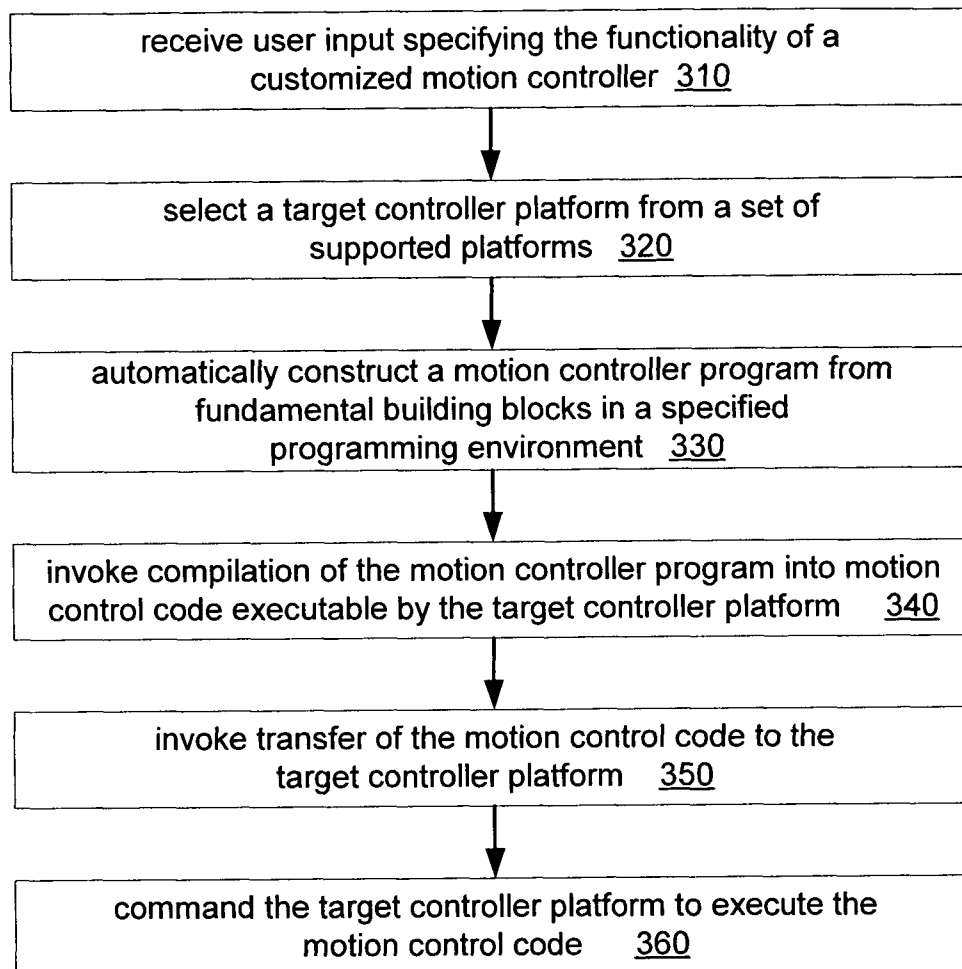 receive user input specifying the functionality of a
customized motion controller 310
select a target controller platform from a set of
supported platforms 320
automatically construct a motion controller program from
fundamental building blocks in a specified
programming environment 330
invoke compilation of the motion controller program into motion
control code executable by the target controller platform 340
invoke transfer of the motion control code to the
target controller platform 350
command the target controller platform to execute the
motion control code 360